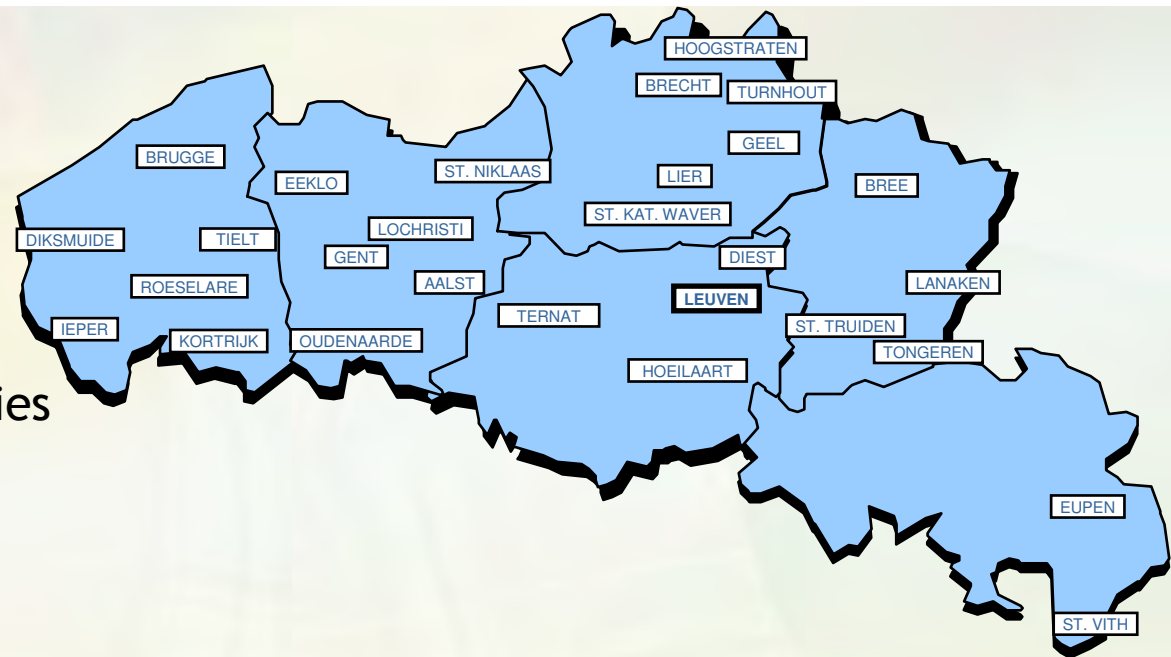 HOOGSTRATEN
BRECHT
TURNHOUT
GEEL
BRUGGE
ST. NIKLAAS
LIER
EEKLO
BREE
ST. KAT. WAVER
LOCHRISTI
DIKSMUIDE
TIELT
GENT
DIEST
AALST
LANAKEN
ROESELARE
LEUVEN
TERNAT
ST. TRUIDEN
IEPER
KORTRIJK
OUDENAARDE
TONGEREN
HOEILAART
ies
EUPEN
ST. VITH